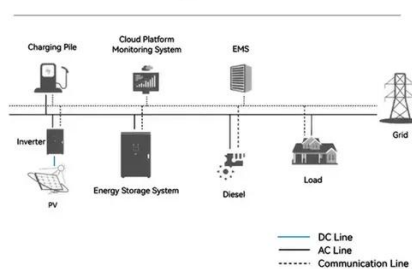 Charging Pile
Cloud Platform
Monitoring System
EMS
Grid
Inverter
PV
Energy Storage System
Diesel
Load
DC Line
AC Line
Communication Line